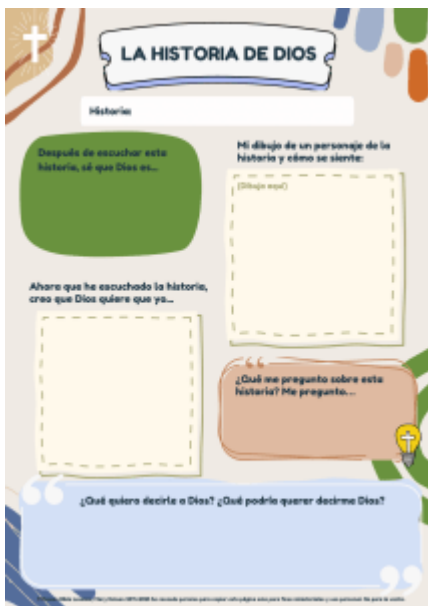 LA HISTORIA DE DIOS
Historia:
Después de escuchar esta
historia, sé que Dios es...
Mi dibujo de un personaje de la
historia y cómo se siente:
(Dibuja aquí)
Ahora que he escuchado la historia,
creo que Dios quiere que yo...
¿Qué me pregunto sobre esta
historia? Me pregunto...
¿Qué quiero decirle a Dios? ¿Qué podría querer decirme Dios?